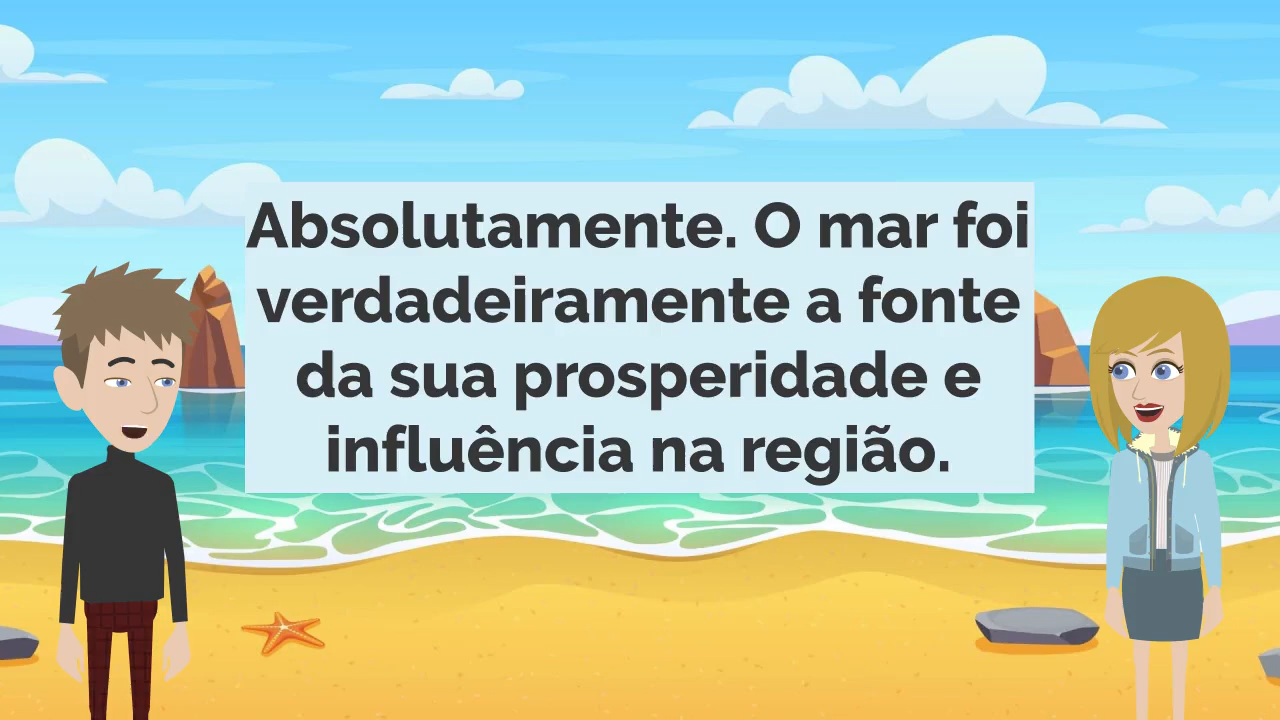 Absolutamente. O mar foi
verdadeiramente a fonte
da sua prosperidade e
influência na região.